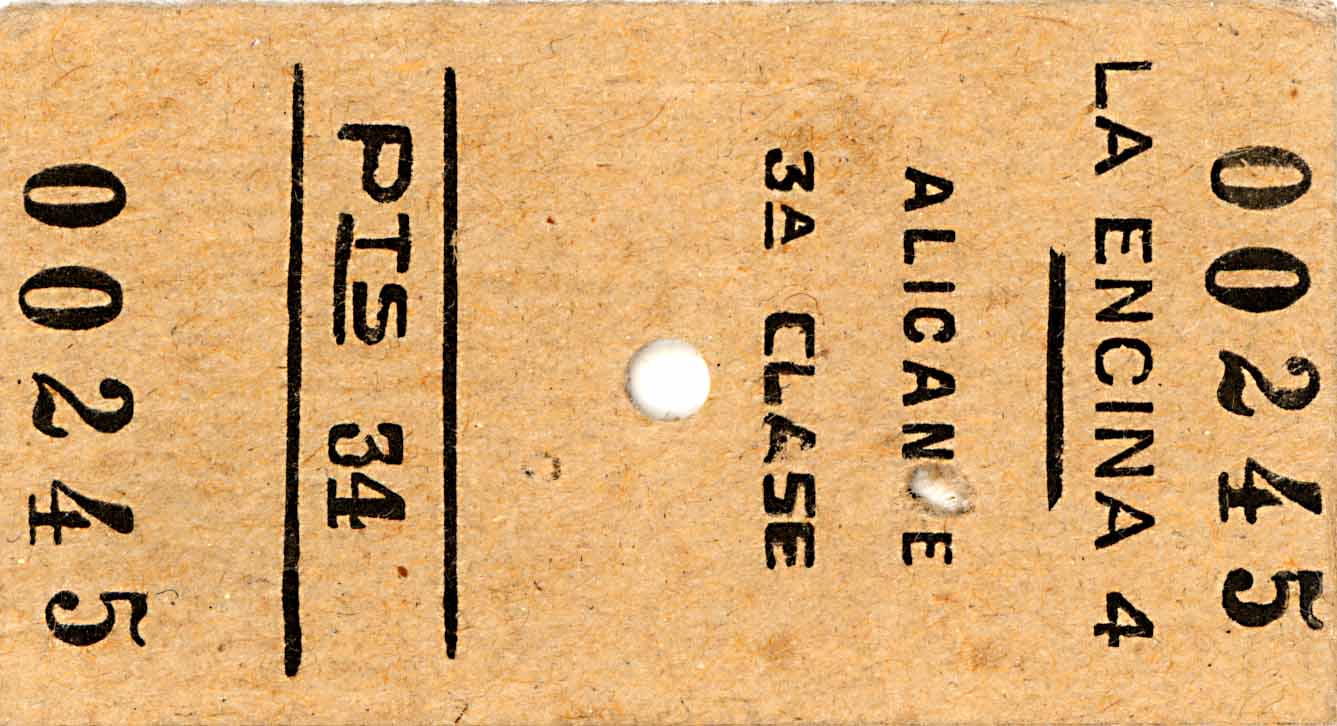 00245
LA ENCINA 4
ALICANTE
3A CLASE
PTS 34
00245